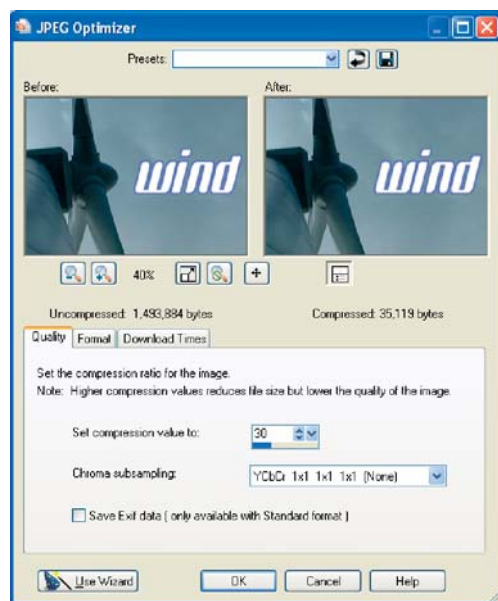 JPEG Optimizer
Presets:
Before:
After:
wind
wind
40%
Uncompressed: 1,493,884 bytes
Compressed: 35,119 bytes
Quality
Format
Download Times
Set the compression ratio for the image.
Note: Higher compression values reduces file size but lower the quality of the image.
Set compression value to:
30
Chroma subsampling:
YCbCr 1x1 1x1 1x1 (None)
Save Exif data ( only available with Standard format )
Use Wizard
OK
Cancel
Help